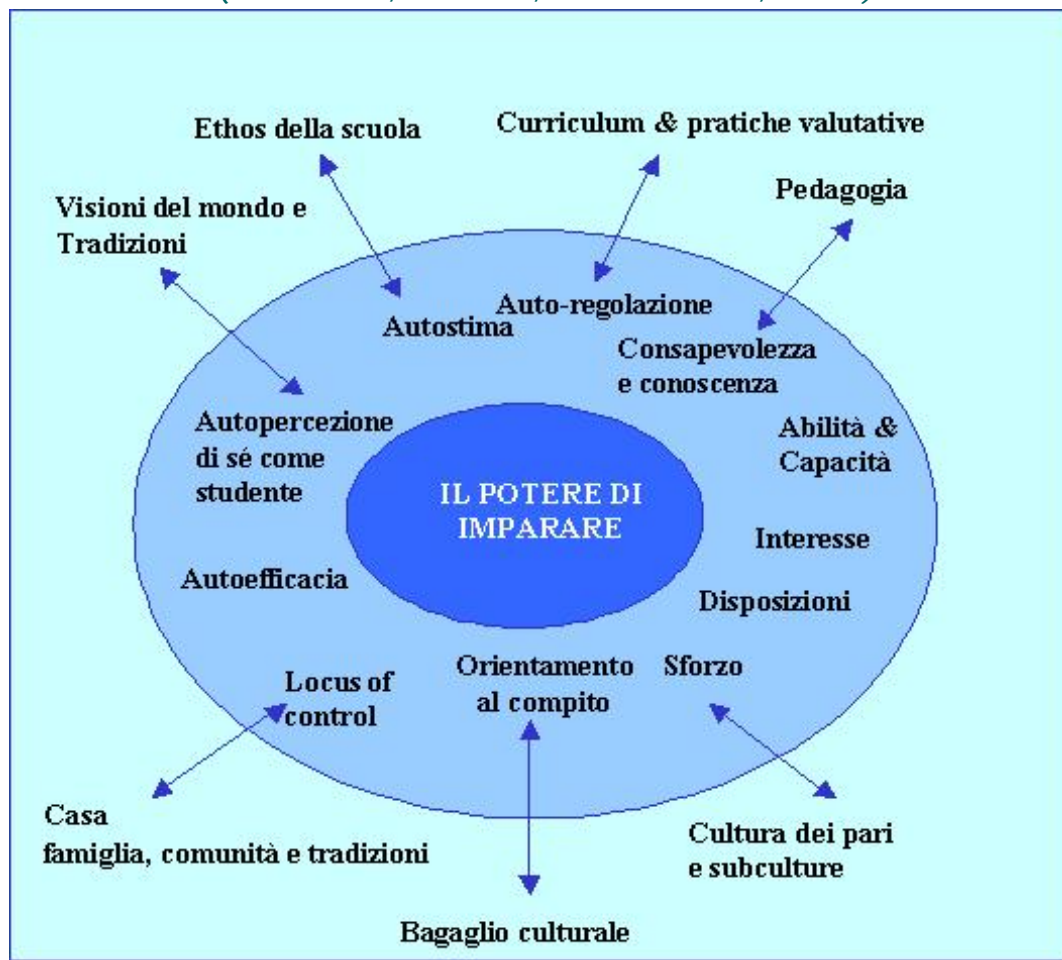 Ethos della scuola
Curriculum & pratiche valutative
Pedagogia
Visioni del mondo e
Tradizioni
Autostima
Auto-regolazione
Consapevolezza
e conoscenza
Autopercezione
di sé come
studente
Abilità &
Capacità
IL POTERE DI
IMPARARE
Interesse
Autoefficacia
Disposizioni
Locus of
control
Orientamento
al compito
Sforzo
Casa
famiglia, comunità e tradizioni
Cultura dei pari
e subculture
Bagaglio culturale